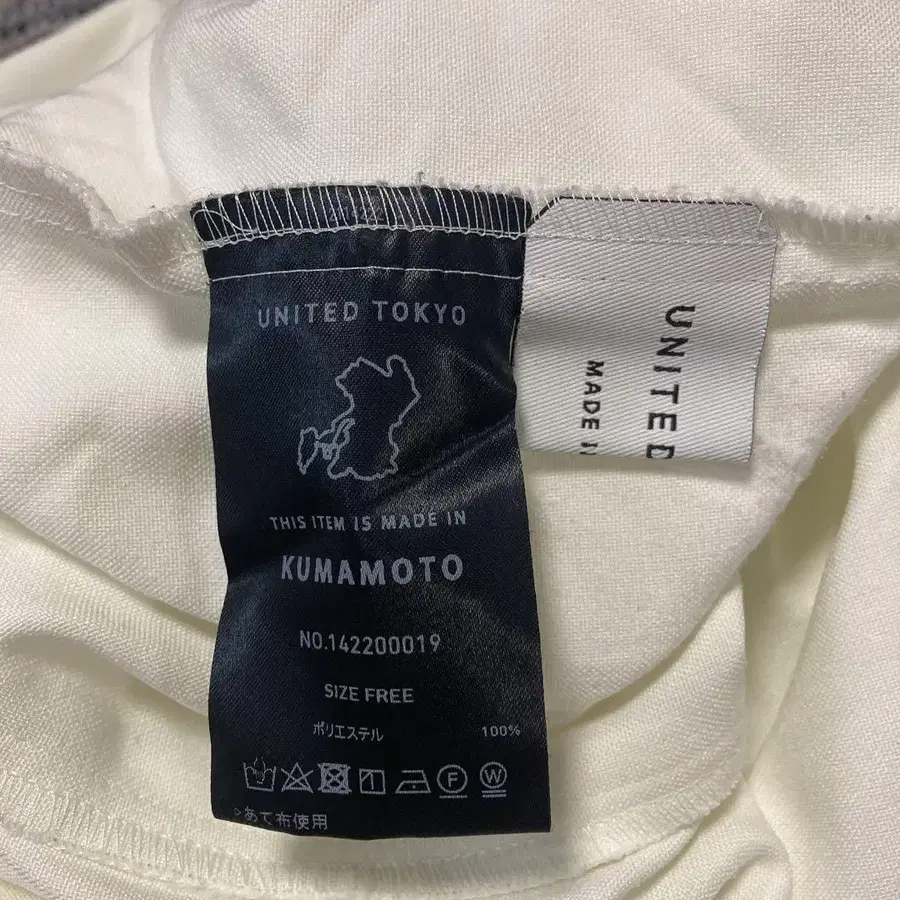 UNITED TOKYO
THIS ITEM IS MADE IN
KUMAMOTO
NO.142200019
SIZE FREE
ポリエステル 100%
F W
>あて布使用
UNITED
MADE IN